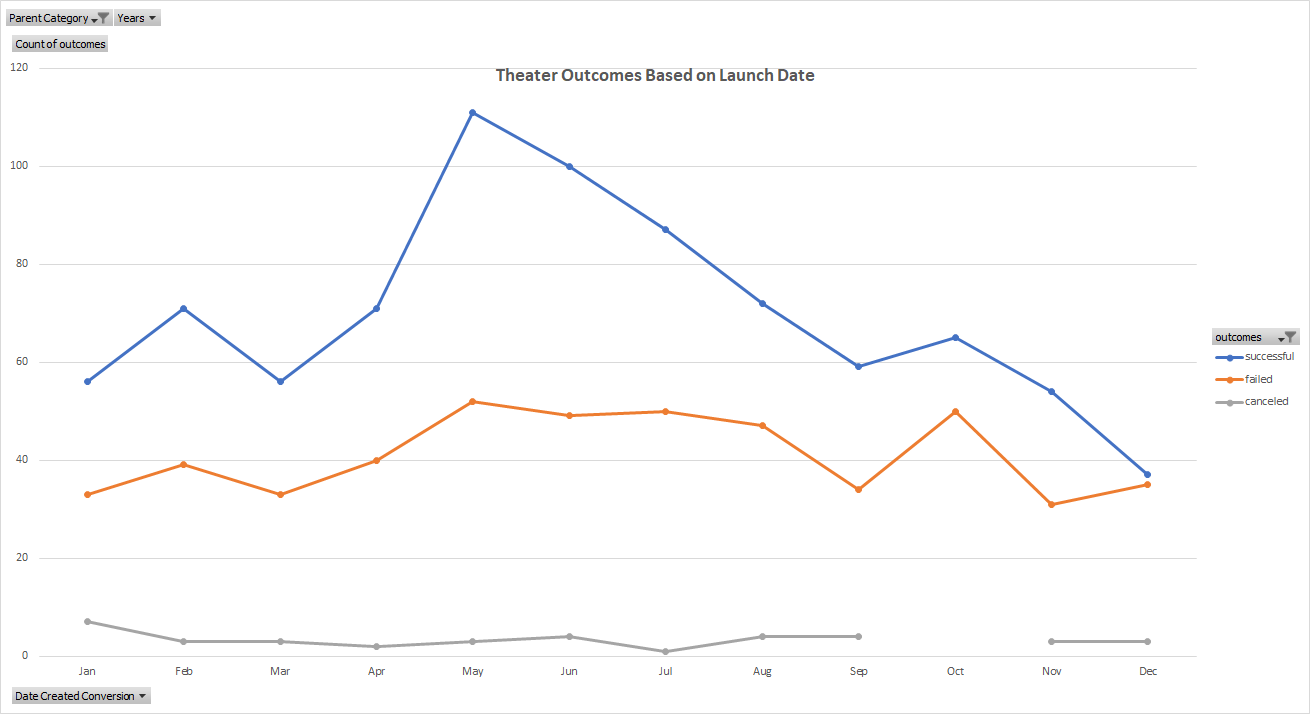 Parent Category Years
Count of outcomes
Theater Outcomes Based on Launch Date
120
100
80
60
40
20
0
Jan Feb Mar Apr May Jun Jul Aug Sep Oct Nov Dec
outcomes
successful
failed
canceled
Date Created Conversion